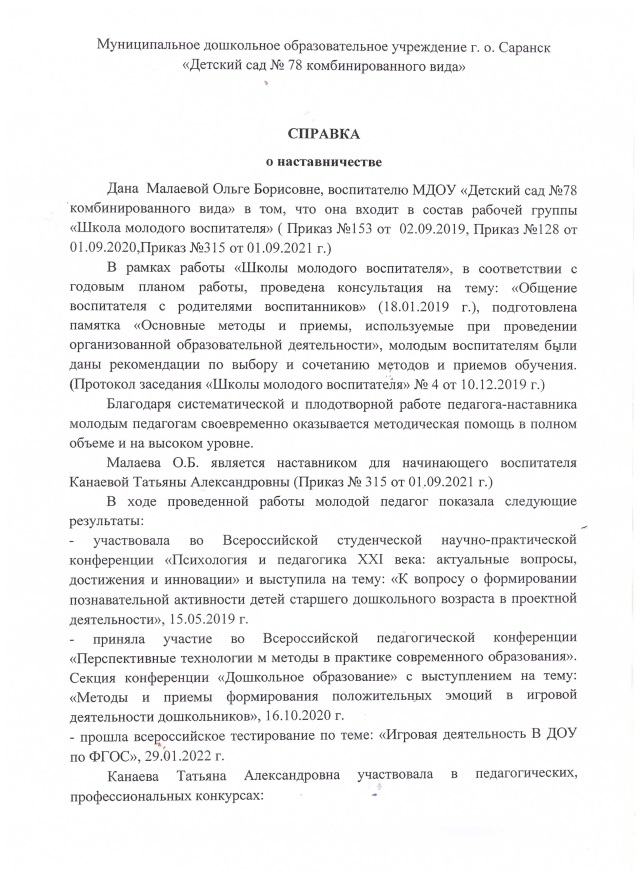 Муниципальное дошкольное образовательное учреждение г. о. Саранск
«Детский сад № 78 комбинированного вида»
СПРАВКА
о наставничестве
Дана Малаевой Ольге Борисовне, воспитателю МДОУ «Детский сад №78
комбинированного вида» в том, что она входит в состав рабочей группы
«Школа молодого воспитателя» ( Приказ №153 от 02.09.2019, Приказ №128 от
01.09.2020,Приказ №315 от 01.09.2021 г.)
В рамках работы «Школы молодого воспитателя», в соответствии с
годовым планом работы, проведена консультация на тему: «Общение
воспитателя с родителями воспитанников» (18.01.2019 г.), подготовлена
памятка «Основные методы и приемы, используемые при проведении
организованной образовательной деятельности», молодым воспитателям были
даны рекомендации по выбору и сочетанию методов и приемов обучения.
(Протокол заседания «Школы молодого воспитателя» № 4 от 10.12.2019 г.)
Благодаря систематической и плодотворной работе педагога-наставника
молодым педагогам своевременно оказывается методическая помощь в полном
объеме и на высоком уровне.
Малаева О.Б. является наставником для начинающего воспитателя
Канаевой Татьяны Александровны (Приказ № 315 от 01.09.2021 г.)
В ходе проведенной работы молодой педагог показала следующие
результаты:
- участвовала во Всероссийской студенческой научно-практической
конференции «Психология и педагогика XXI века: актуальные вопросы,
достижения и инновации» и выступила на тему: «К вопросу о формировании
познавательной активности детей старшего дошкольного возраста в проектной
деятельности», 15.05.2019 г.
- приняла участие во Всероссийской педагогической конференции
«Перспективные технологии м методы в практике современного образования».
Секция конференции «Дошкольное образование» с выступлением на тему:
«Методы и приемы формирования положительных эмоций в игровой
деятельности дошкольников», 16.10.2020 г.
- прошла всероссийское тестирование по теме: «Игровая деятельность В ДОУ
по ФГОС», 29.01.2022 г.
Канаева Татьяна Александровна участвовала в педагогических,
профессиональных конкурсах: